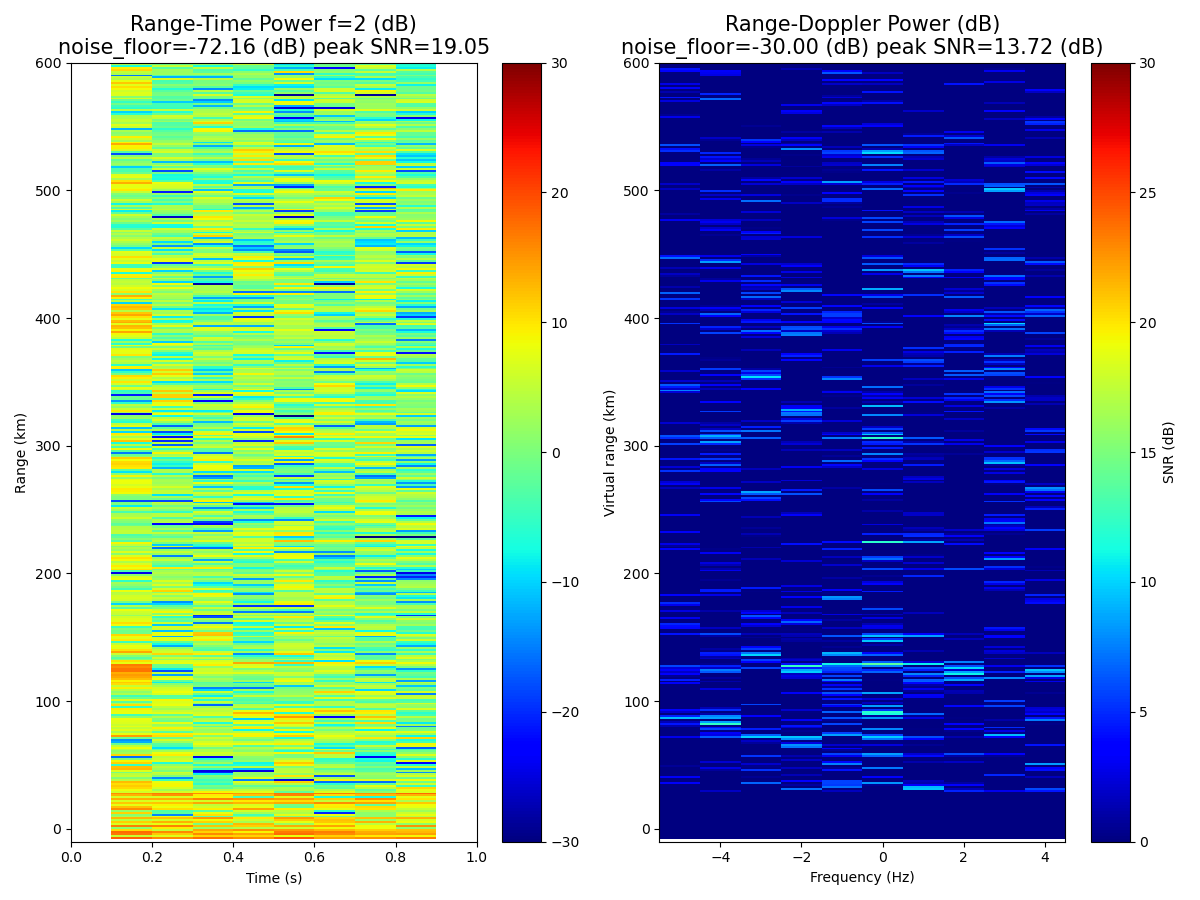 Range-Time Power f=2 (dB)
noise_floor=-72.16 (dB) peak SNR=19.05
Range (km)
600
500
400
300
200
100
0
0.0 0.2 0.4 0.6 0.8 1.0
Time (s)
30
20
10
0
−10
−20
−30
Range-Doppler Power (dB)
noise_floor=-30.00 (dB) peak SNR=13.72 (dB)
Virtual range (km)
600
500
400
300
200
100
0
−4 −2 0 2 4
Frequency (Hz)
30
25
20
15
10
5
0
SNR (dB)